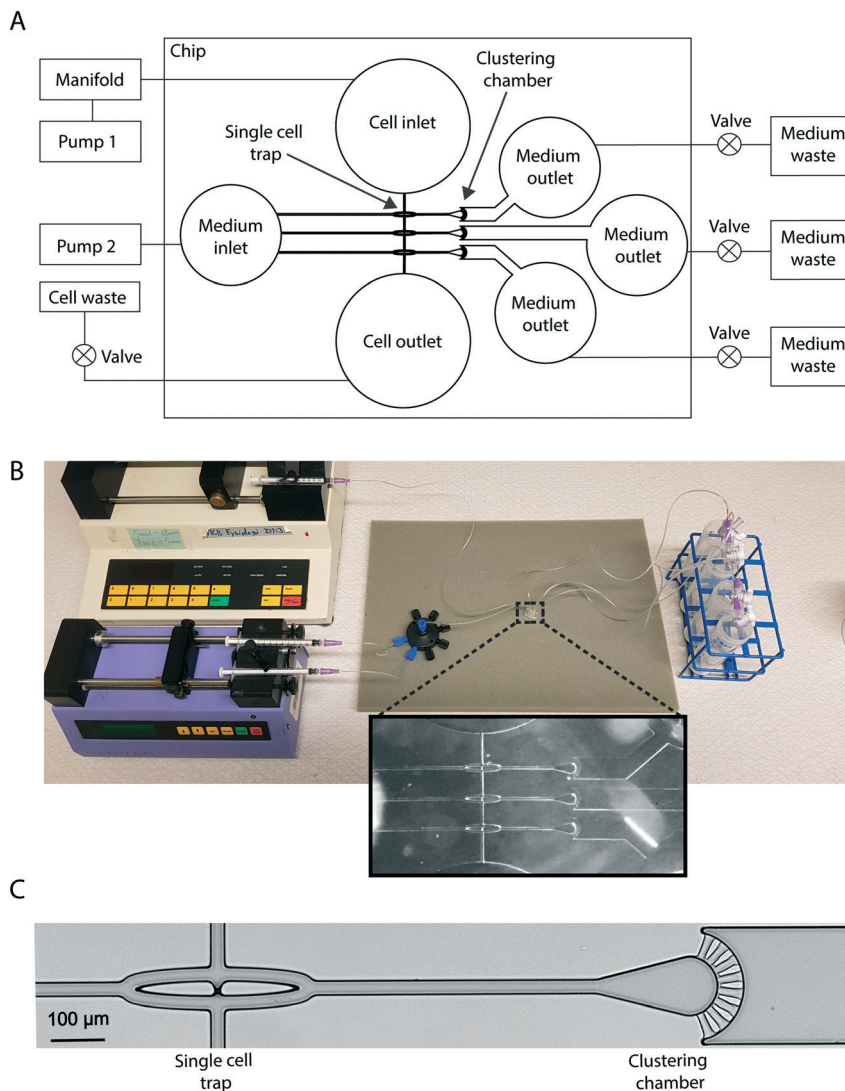 A
Chip
Manifold
Pump 1
Cell inlet
Clustering
chamber
Single cell
trap
Medium
outlet
Valve
Medium
waste
Medium
inlet
Pump 2
Medium
outlet
Valve
Medium
waste
Cell waste
Valve
Cell outlet
Medium
outlet
Valve
Medium
waste
B
C
100 µm
Single cell
trap
Clustering
chamber